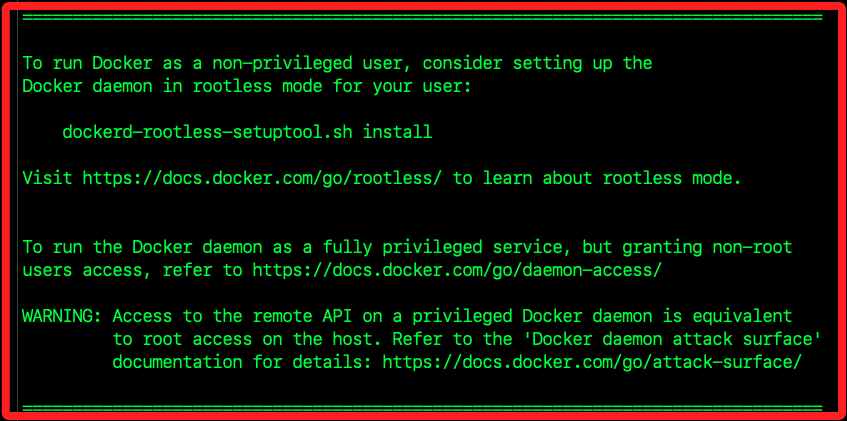 ================================================================================
To run Docker as a non-privileged user, consider setting up the
Docker daemon in rootless mode for your user:
dockerd-rootless-setuptool.sh install
Visit https://docs.docker.com/go/rootless/ to learn about rootless mode.
To run the Docker daemon as a fully privileged service, but granting non-root
users access, refer to https://docs.docker.com/go/daemon-access/
WARNING: Access to the remote API on a privileged Docker daemon is equivalent
to root access on the host. Refer to the 'Docker daemon attack surface'
documentation for details: https://docs.docker.com/go/attack-surface/
================================================================================